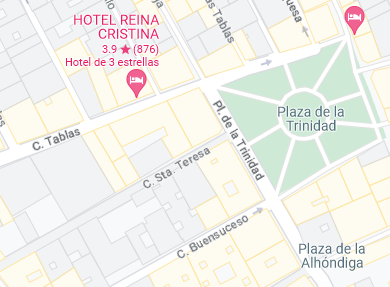 HOTEL REINA
CRISTINA
3.9 ★ (876)
Hotel de 3 estrellas
Tablas
C. Tablas
Pl. de la Trinidad
Plaza de la
Trinidad
C. Sta. Teresa
C. Buensuceso
Plaza de la
Alhóndiga